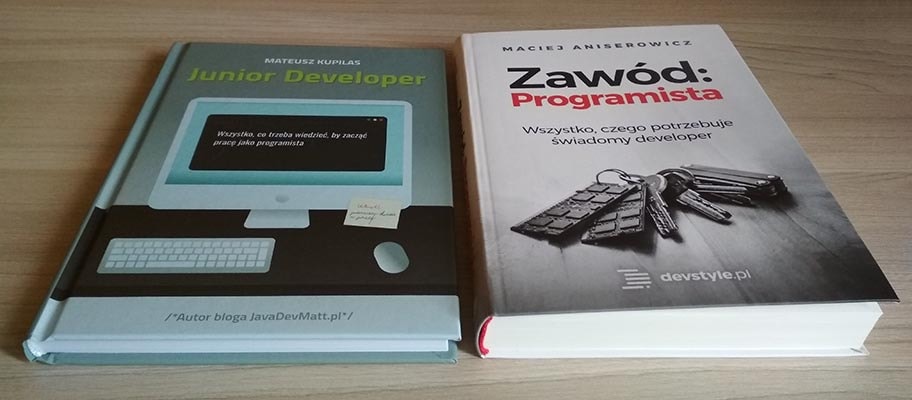 MATEUSZ KUPILAS
Junior Developer
Wszystko, co trzeba wiedzieć, by zacząć
pracę jako programista
/*Autor bloga JavaDevMatt.pl*/
MACIEJ ANISEROWICZ
Zawód:
Programista
Wszystko, czego potrzebuje
świadomy developer
devstyle.pl